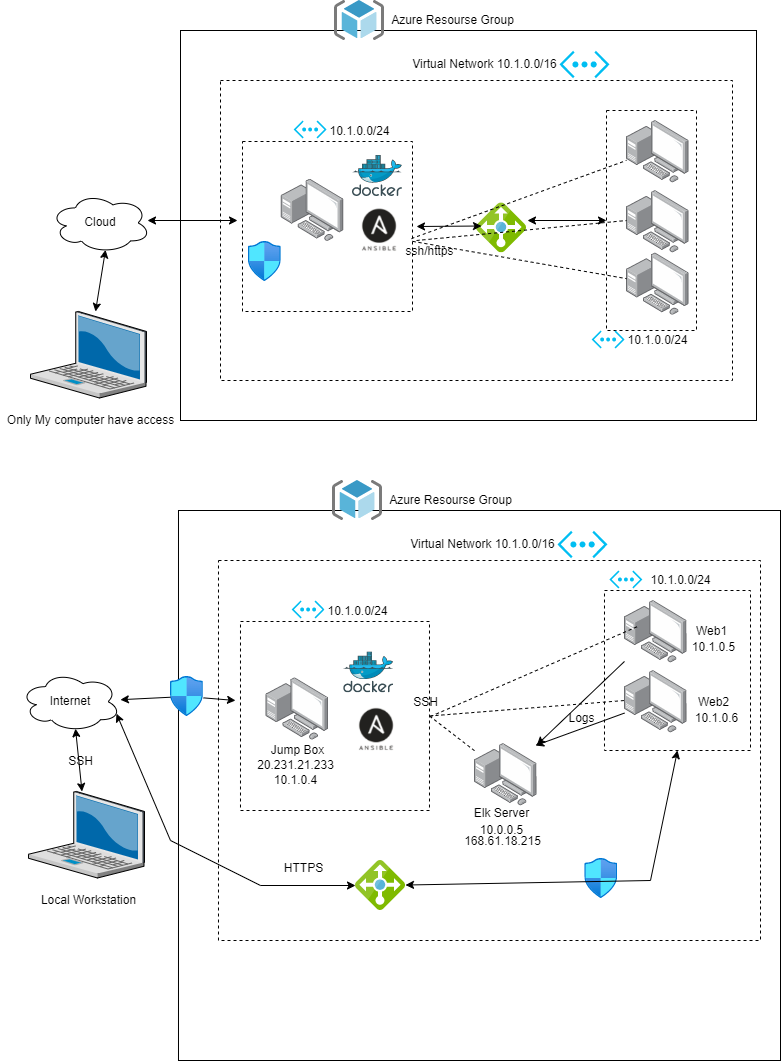 Azure Resourse Group
Virtual Network 10.1.0.0/16
10.1.0.0/24
docker
Cloud
ANSIBLE
ssh/https
10.1.0.0/24
Only My computer have access
Azure Resourse Group
Virtual Network 10.1.0.0/16
10.1.0.0/24
10.1.0.0/24
Web1
10.1.0.5
docker
Internet
SSH
Web2
10.1.0.6
Logs
ANSIBLE
Jump Box
20.231.21.233
10.1.0.4
SSH
Elk Server
10.0.0.5
168.61.18.215
HTTPS
Local Workstation